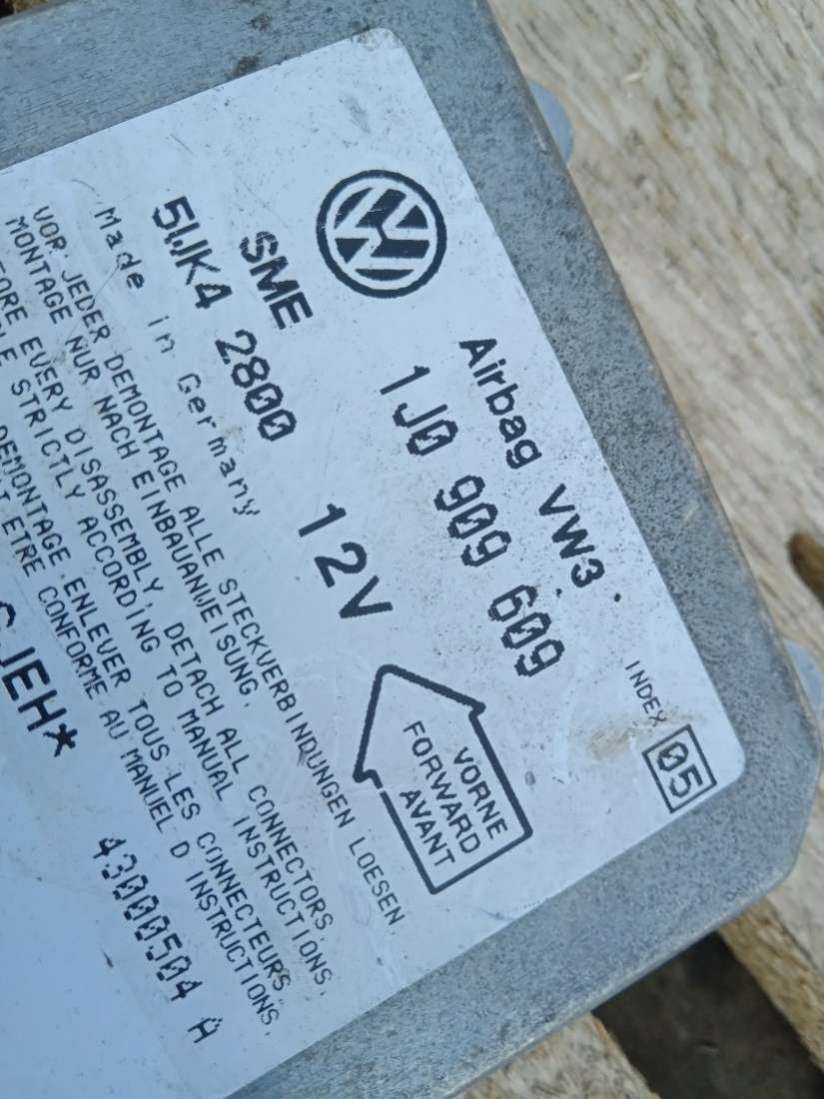 Airbag VW3.
1J0 909 609
INDEX 05
SME
5WK4 2800 12V
Made in Germany
VORNE
FORWARD
AVANT
VOR JEDER DEMONTAGE ALLE STECKVERBINDUNGEN LOESEN.
MONTAGE NUR NACH EINBAUANWEISUNG.
EVERY DISASSEMBLY, DETACH ALL CONNECTORS.
STRICTLY ACCORDING TO MANUAL INSTRUCTIONS.
DEMONTAGE ENLEVER TOUS LES CONNECTEURS.
ETRE CONFORME AU MANUEL D INSTRUCTIONS.
JEH*
43000504 A